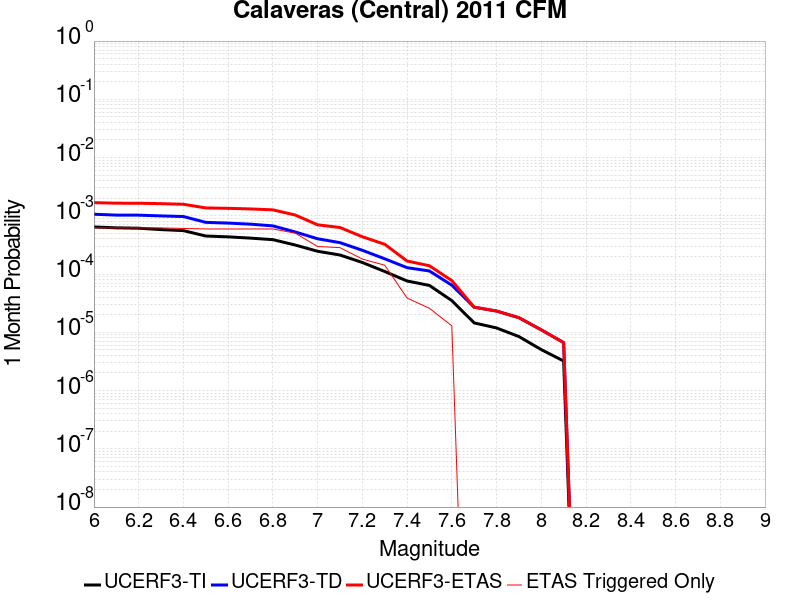 Calaveras (Central) 2011 CFM
10 0
10 -1
10 -2
10 -3
10 -4
10 -5
10 -6
10 -7
10 -8
1 Month Probability
6 6.2 6.4 6.6 6.8 7 7.2 7.4 7.6 7.8 8 8.2 8.4 8.6 8.8 9
Magnitude
UCERF3-TI UCERF3-TD UCERF3-ETAS ETAS Triggered Only